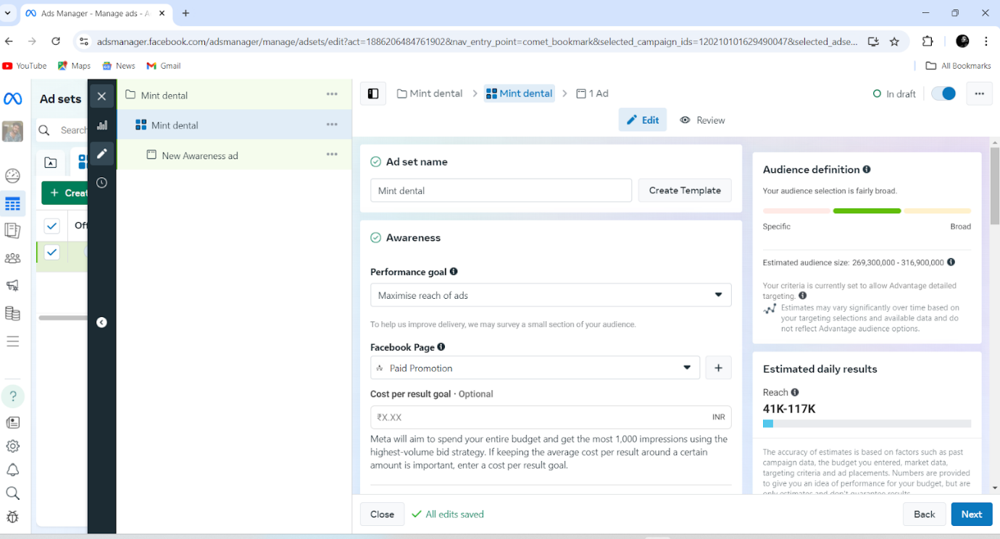 Ads Manager - Manage ads - A
adsmanager.facebook.com/adsmanager/manage/adsets/edit?act=1886206484761902&nav_entry_point=comet_bookmark&selected_campaign_ids=120210101629490047&selected_adse...
YouTube
Maps
News
Gmail
All Bookmarks
Ad sets
Search
+ Creat
Off
Mint dental
Mint dental
New Awareness ad
Mint dental
Mint dental
1 Ad
In draft
Edit
Review
Ad set name
Mint dental
Create Template
Awareness
Performance goal
Maximise reach of ads
To help us improve delivery, we may survey a small section of your audience.
Facebook Page
Paid Promotion
Cost per result goal · Optional
₹X.XX
INR
Meta will aim to spend your entire budget and get the most 1,000 impressions using the
highest-volume bid strategy. If keeping the average cost per result around a certain
amount is important, enter a cost per result goal.
Audience definition
Your audience selection is fairly broad.
Specific
Broad
Estimated audience size: 269,300,000 - 316,900,000
Your criteria is currently set to allow Advantage detailed
targeting.
Estimates may vary significantly over time based on
your targeting selections and available data and do
not reflect Advantage audience options.
Estimated daily results
Reach
41K-117K
The accuracy of estimates is based on factors such as past
campaign data, the budget you entered, market data,
targeting criteria and ad placements. Numbers are provided
to give you an idea of performance for your budget, but are
only estimates and don't guarantee results.
Close
All edits saved
Back
Next